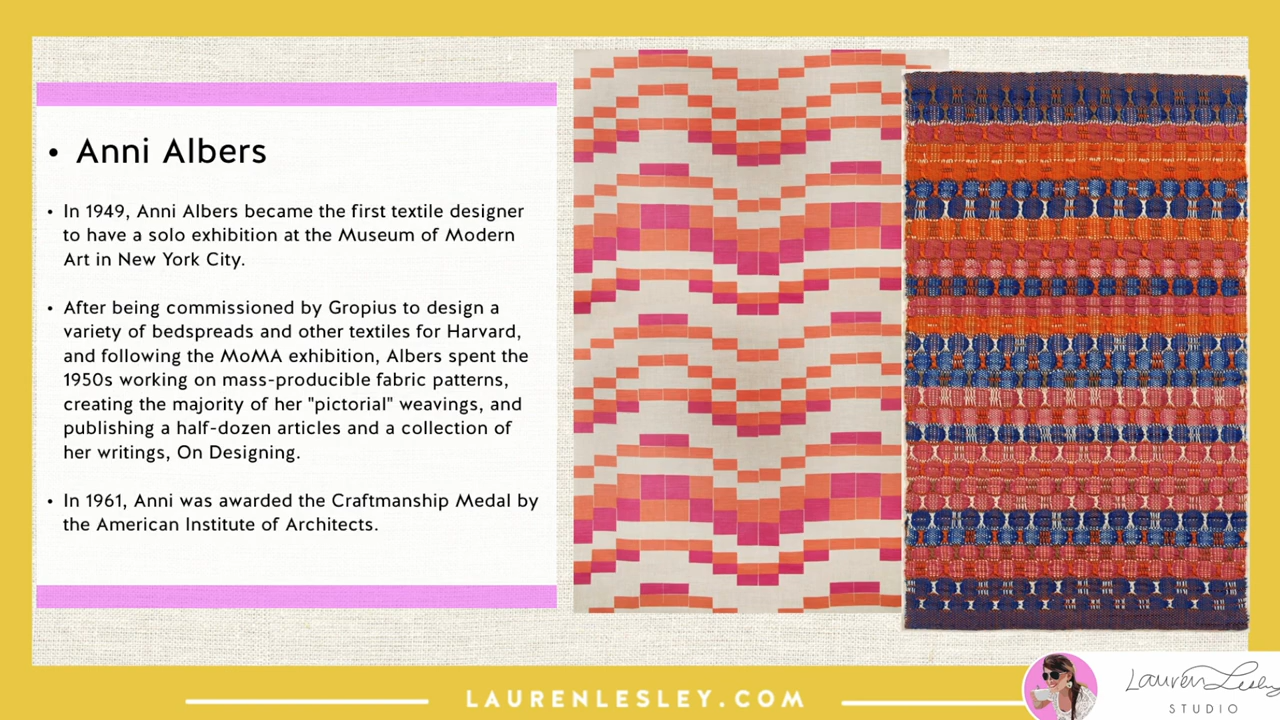 • Anni Albers
• In 1949, Anni Albers became the first textile designer
to have a solo exhibition at the Museum of Modern
Art in New York City.
• After being commissioned by Gropius to design a
variety of bedspreads and other textiles for Harvard,
and following the MoMA exhibition, Albers spent the
1950s working on mass-producible fabric patterns,
creating the majority of her "pictorial" weavings, and
publishing a half-dozen articles and a collection of
her writings, On Designing.
• In 1961, Anni was awarded the Craftmanship Medal by
the American Institute of Architects.
LAURENLESLEY.COM
Lauren Lesley
STUDIO